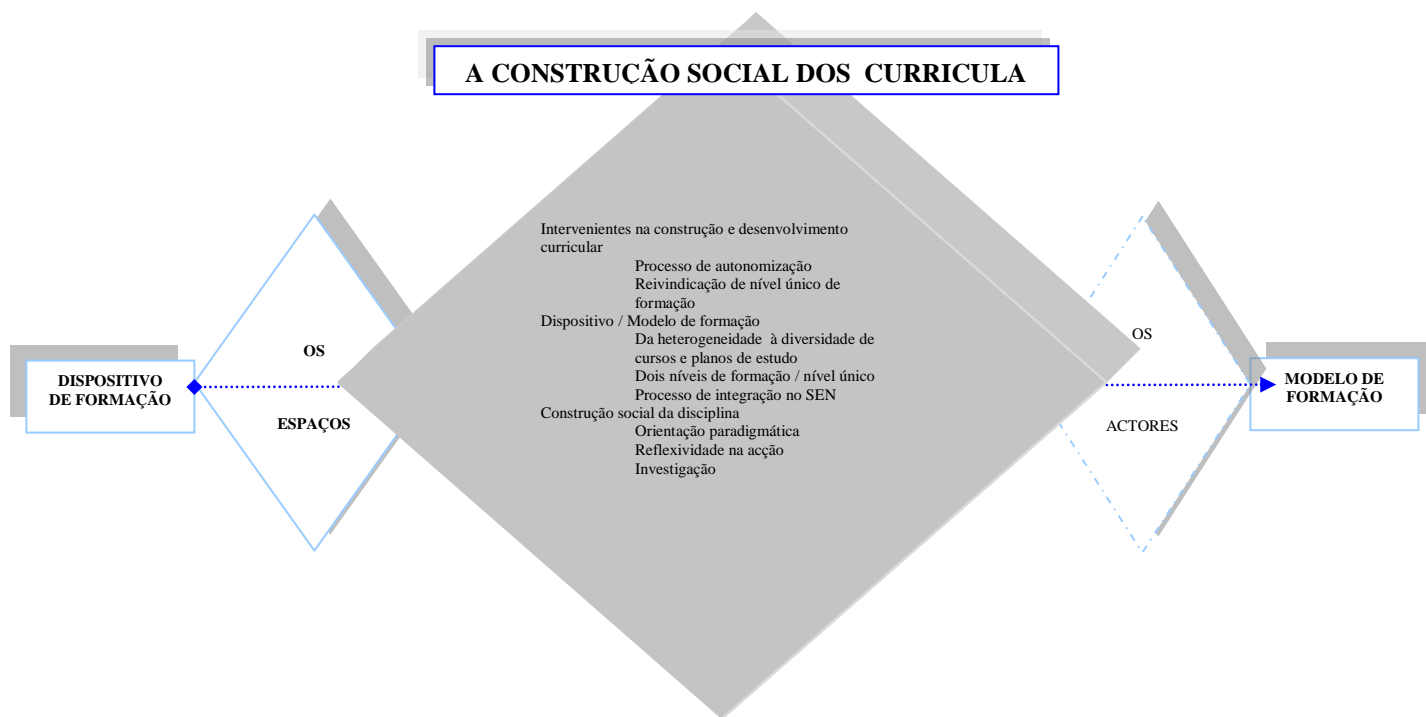 A CONSTRUÇÃO SOCIAL DOS CURRICULA
Intervenientes na construção e desenvolvimento
curricular
Processo de autonomização
Reivindicação de nível único de
formação
Dispositivo / Modelo de formação
Da heterogeneidade à diversidade de
cursos e planos de estudo
Dois níveis de formação / nível único
Processo de integração no SEN
Construção social da disciplina
Orientação paradigmática
Reflexividade na acção
Investigação
DISPOSITIVO
DE FORMAÇÃO
OS
ESPAÇOS
OS
ACTORES
MODELO DE
FORMAÇÃO